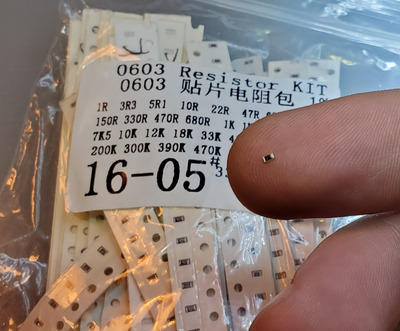 0603 Resistor KIT
0603 贴片电阻包
1R 3R3 5R1 10R 22R 47R
150R 330R 470R 680R 1K
7K5 10K 12K 18K 33K
200K 300K 390K 470K
16-05#